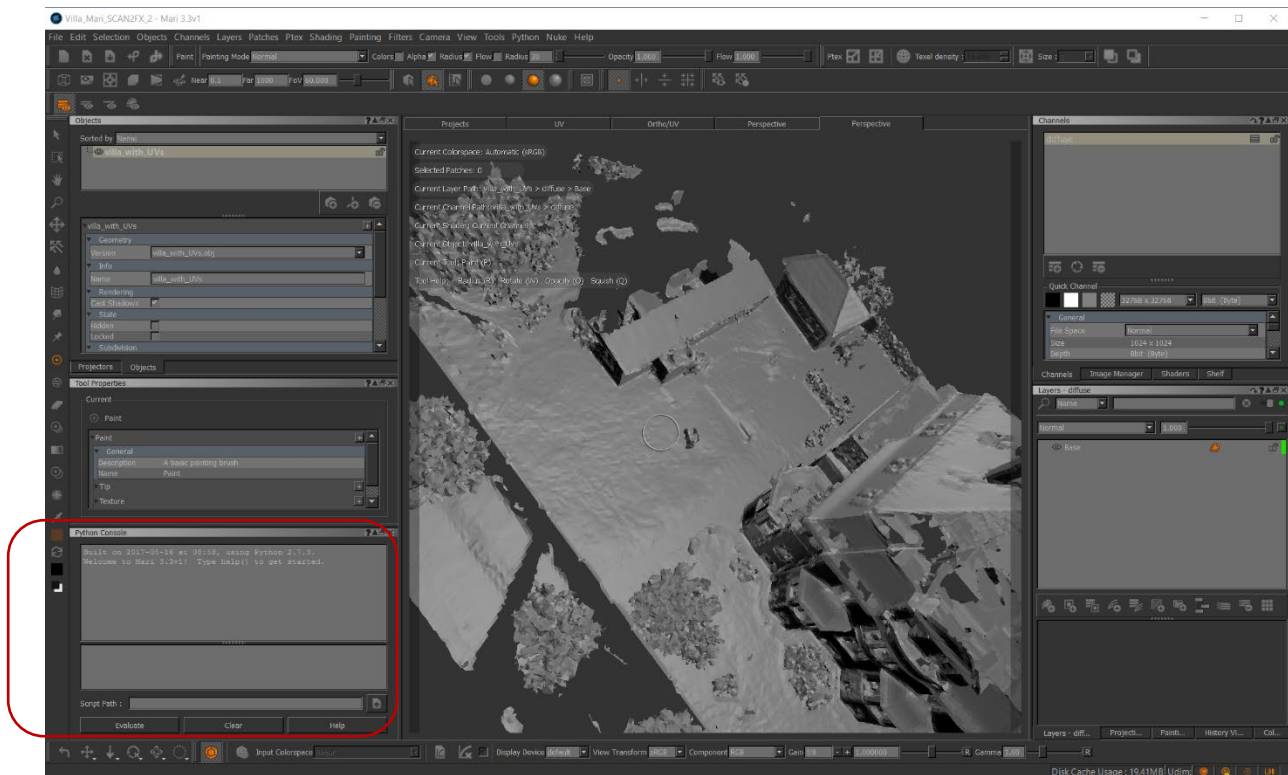 Villa_Mari_SCAN2FX_2 - Mari 3.3v1
File Edit Selection Objects Channels Layers Patches Ptex Shading Painting Filters Camera View Tools Python Nuke Help
Paint Painting Mode Normal Colors Alpha Radius Flow Radius Opacity 1.000 Flow 1.000 Ptex Texel density : Size :
Near 0.1 Far 1000 FoV 60.000
Objects
Sorted by Name
villa_with_UVs
villa_with_UVs
Geometry
Version villa_with_UVs.obj
Info
Name villa_with_UVs
Rendering
Cast Shadows
State
Hidden
Locked
Subdivision
Projectors Objects
Tool Properties
Current
Paint
Paint
General
Description A basic painting brush
Name Paint
Tip
Texture
Python Console
Built on 2017-05-16 at 08:58, using Python 2.7.3.
Welcome to Mari 3.3v1! Type help() to get started.
Script Path :
Evaluate Clear Help
Projects UV Ortho/UV Perspective Perspective
Current Colorspace: Automatic (sRGB)
Selected Patches: 0
Current Layer Path: villa_with_UVs > diffuse > Base
Current Channel Path: villa_with_UVs > diffuse
Current Shader: Current Channel
Current Object: villa_with_UVs
Current Tool: Paint (P)
Tool Help: Radius (R) Rotate (W) Opacity (O) Squish (Q)
Channels
diffuse
Quick Channel
32768 x 32768 8bit (Byte)
General
File Space Normal
Size 1024 x 1024
Depth 8bit (Byte)
Channels Image Manager Shaders Shelf
Layers - diffuse
Name
Normal 1.000
Base
Layers - diff... Projecti... Painti... History Vi... Col...
Input Colorspace Display Device default View Transform sRGB Component RGB Gain f/8 - + 1.000000 R Gamma 1.00 R
Disk Cache Usage : 19.41MB Udim: